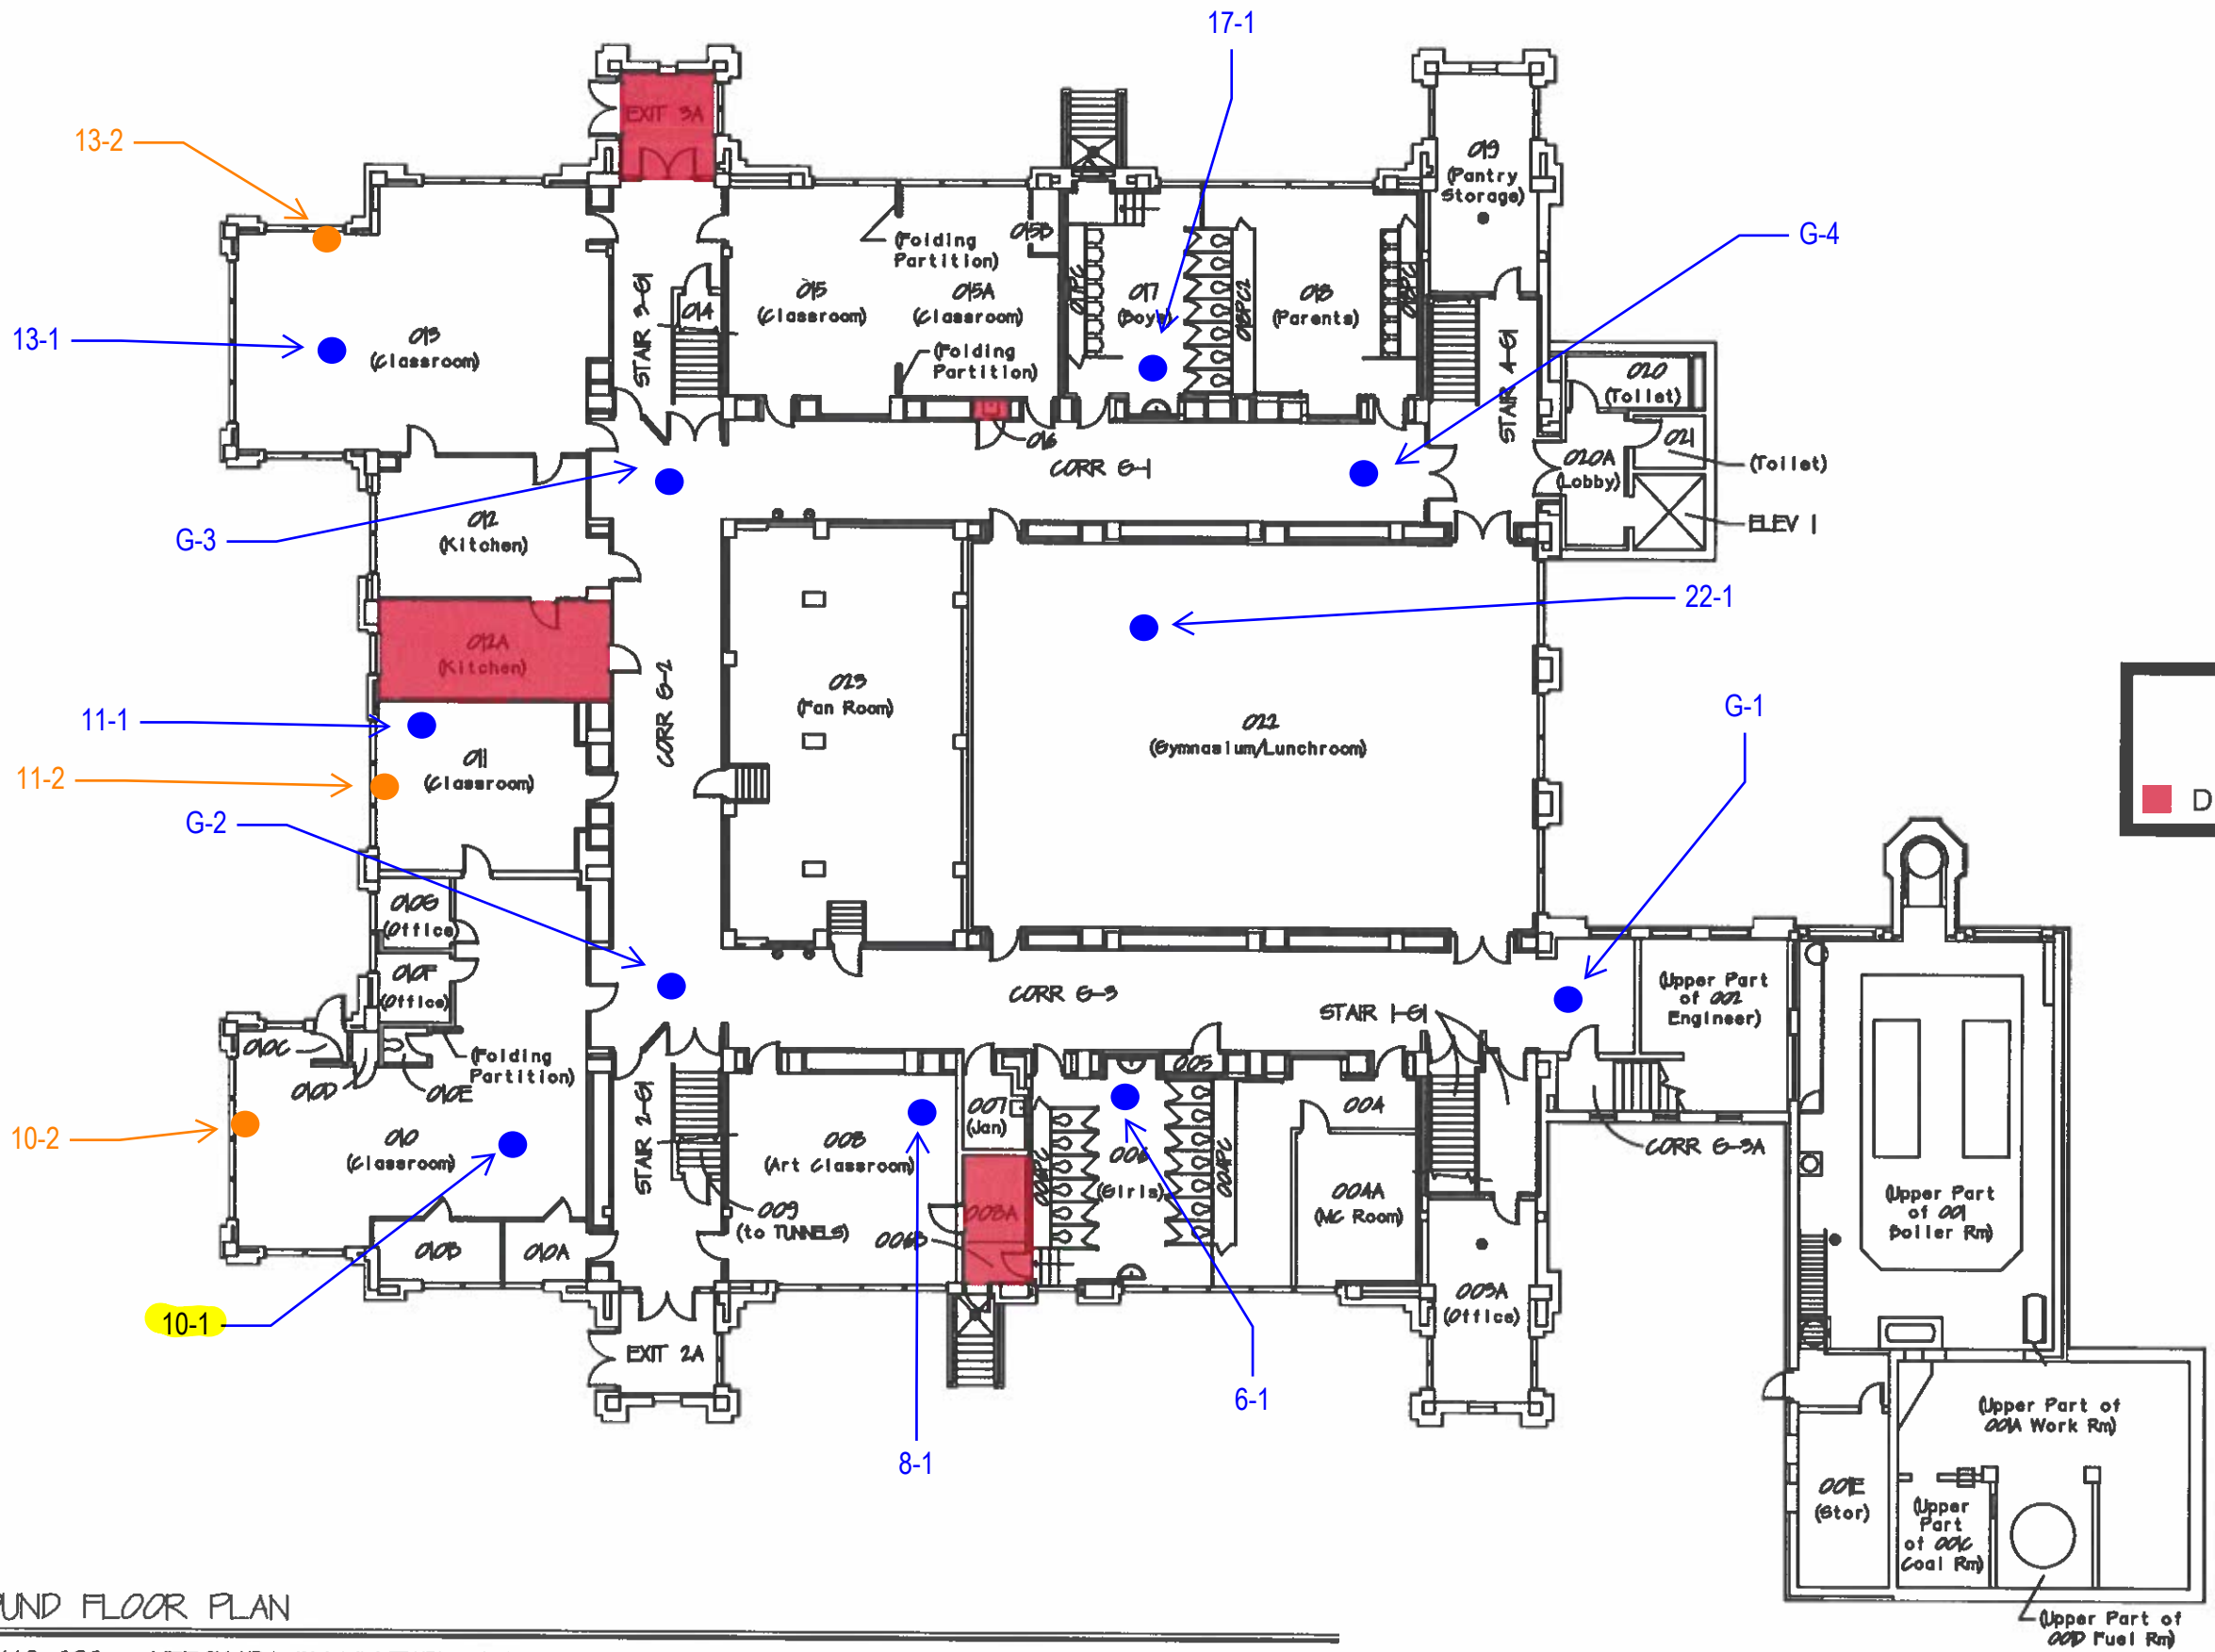 17-1
EXIT 3A
13-2
019
(Pantry
Storage)
G-4
015B
(Folding
Partition)
STAIR 3-G1
014
015
(Classroom)
015A
(Classroom)
017PC
017
(Boys)
018PC2
018
(Parents)
018PC
13-1
013
(Classroom)
(Folding
Partition)
STAIR 4-G1
020
(Toilet)
021
016
CORR G-1
020A
(Lobby)
(Toilet)
G-3
012
(Kitchen)
ELEV 1
22-1
012A
(Kitchen)
CORR G-2
023
(Fan Room)
022
(Gymnasium/Lunchroom)
G-1
11-1
011
(Classroom)
11-2
D
G-2
010G
(Office)
010F
(Office)
CORR G-3
STAIR 1-G1
(Upper Part
of 002
Engineer)
010C
010D
010E
(Folding
Partition)
005
007
(Jan)
004
10-2
010
(Classroom)
STAIR 2-G1
008
(Art Classroom)
006
(Girls)
004PC
004A
(MC Room)
CORR G-3A
(Upper Part
of 001
Boiler Rm)
009
(to TUNNELS)
008A
006B
010B
010A
003A
(Office)
10-1
EXIT 2A
6-1
8-1
(Upper Part of
001A Work Rm)
001E
(Stor)
(Upper
Part
of 001C
Coal Rm)
UND FLOOR PLAN
(Upper Part of
001D Fuel Rm)